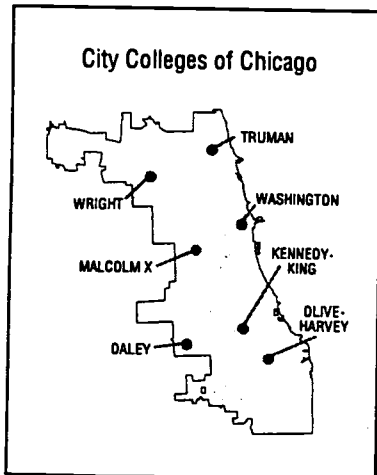 City Colleges of Chicago
TRUMAN
WRIGHT
WASHINGTON
MALCOLM X
KENNEDY-
KING
OLIVE-
HARVEY
DALEY